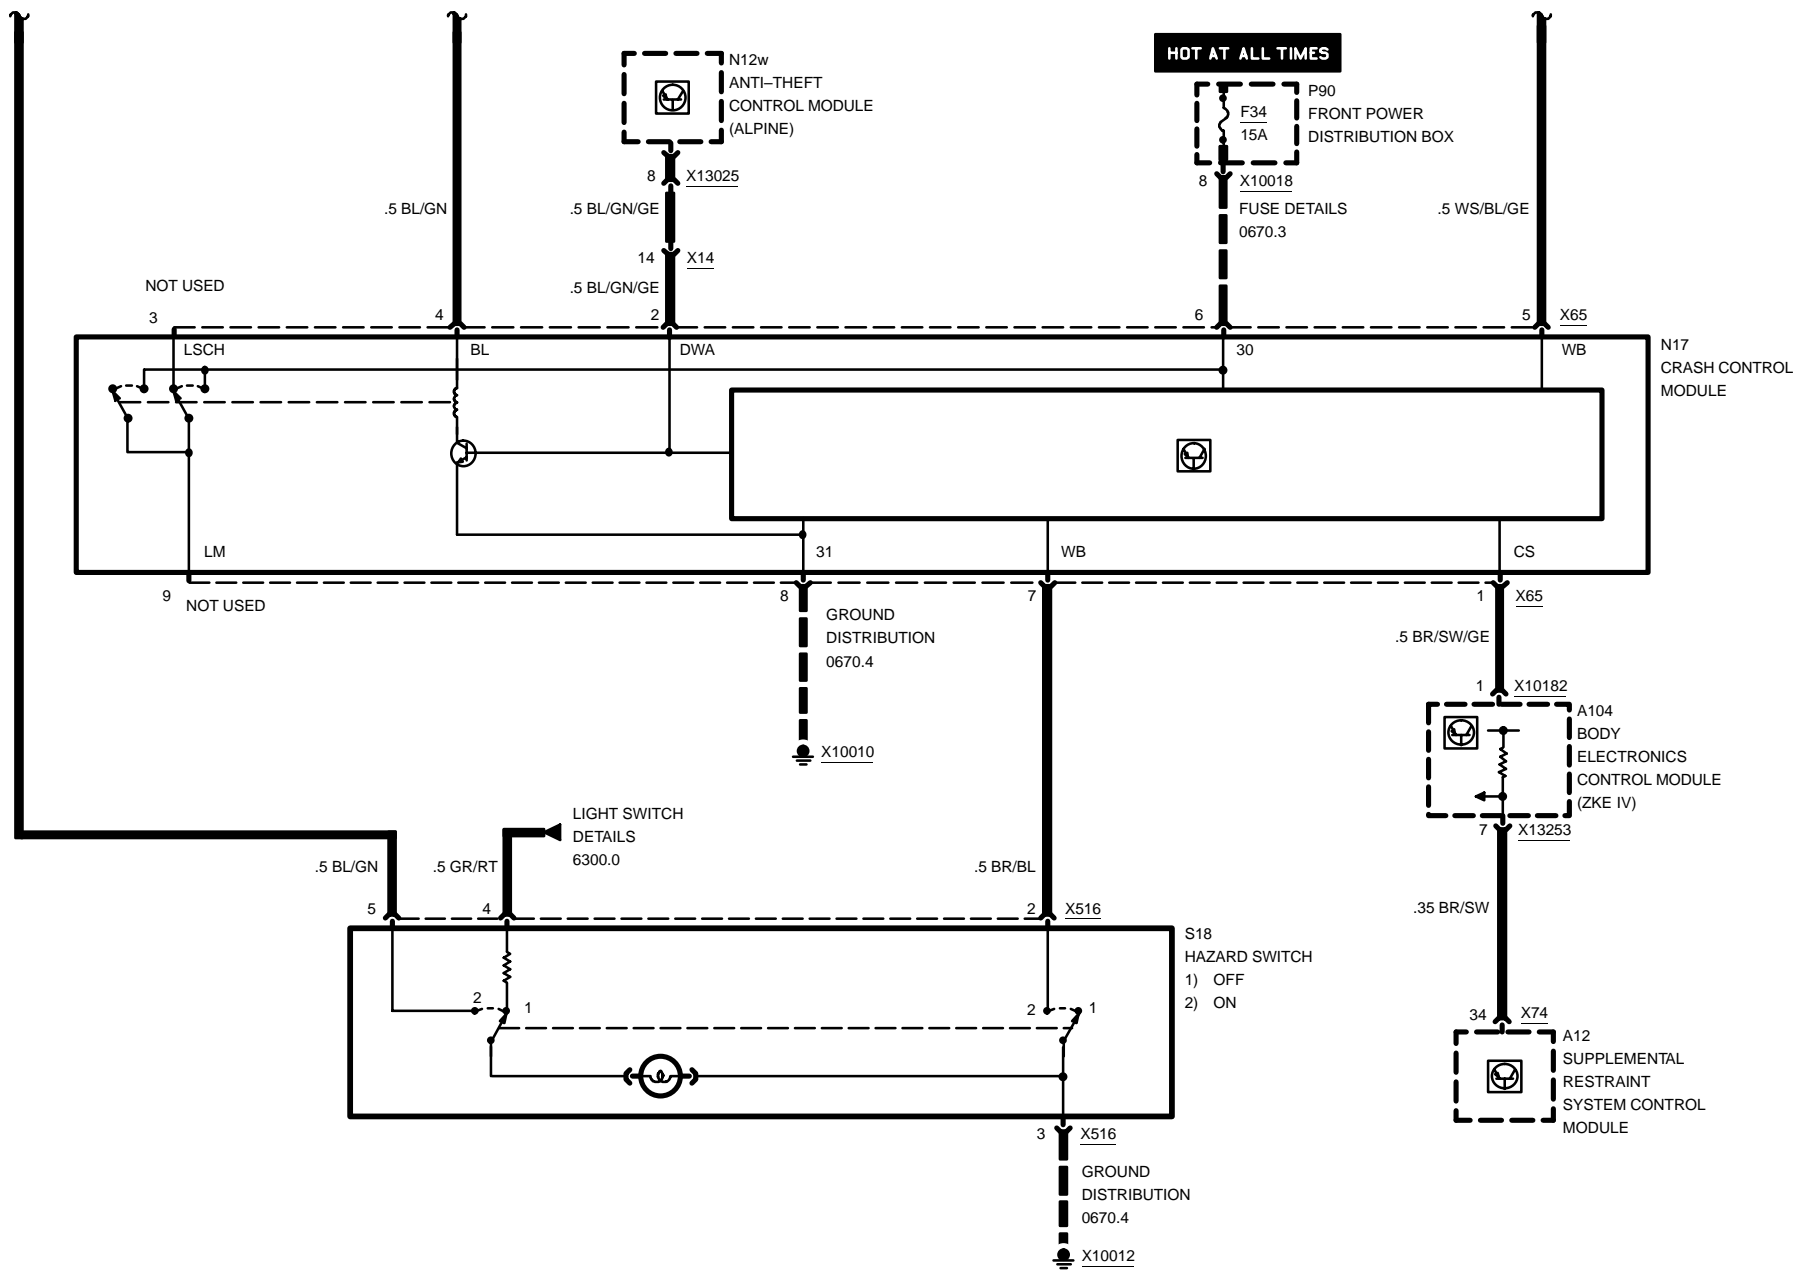 HOT AT ALL TIMES
N12w
ANTI–THEFT
CONTROL MODULE
(ALPINE)
P90
FRONT POWER
DISTRIBUTION BOX
F34
15A
8 X13025
8 X10018
.5 BL/GN
.5 BL/GN/GE
FUSE DETAILS
0670.3
.5 WS/BL/GE
14 X14
.5 BL/GN/GE
NOT USED
3
4
2
6
5 X65
LSCH
BL
DWA
30
WB
N17
CRASH CONTROL
MODULE
LM
31
WB
CS
9 NOT USED
8
7
1 X65
GROUND
DISTRIBUTION
0670.4
.5 BR/SW/GE
1 X10182
X10010
A104
BODY
ELECTRONICS
CONTROL MODULE
(ZKE IV)
LIGHT SWITCH
DETAILS
6300.0
7 X13253
.5 BL/GN
.5 GR/RT
.5 BR/BL
.35 BR/SW
5
4
2 X516
S18
HAZARD SWITCH
1) OFF
2) ON
2
1
2
1
34 X74
A12
SUPPLEMENTAL
RESTRAINT
SYSTEM CONTROL
MODULE
3 X516
GROUND
DISTRIBUTION
0670.4
X10012